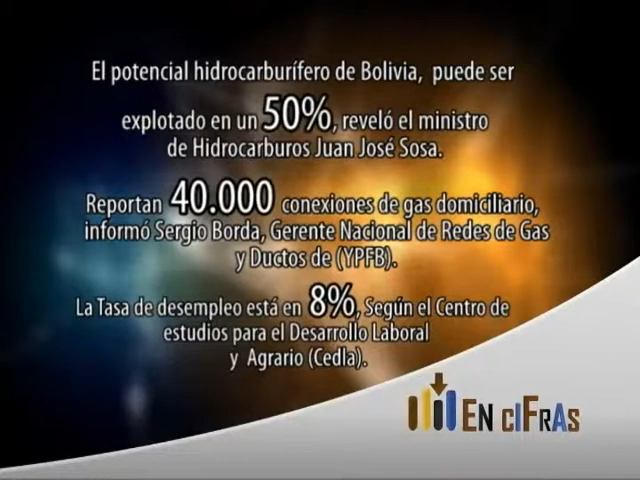 El potencial hidrocarburífero de Bolivia, puede ser
explotado en un 50%, reveló el ministro
de Hidrocarburos Juan José Sosa.
Reportan 40.000 conexiones de gas domiciliario,
informó Sergio Borda, Gerente Nacional de Redes de Gas
y Ductos de (YPFB).
La Tasa de desempleo está en 8%, Según el Centro de
estudios para el Desarrollo Laboral
y Agrario (Cedla).
EN CIFRAS